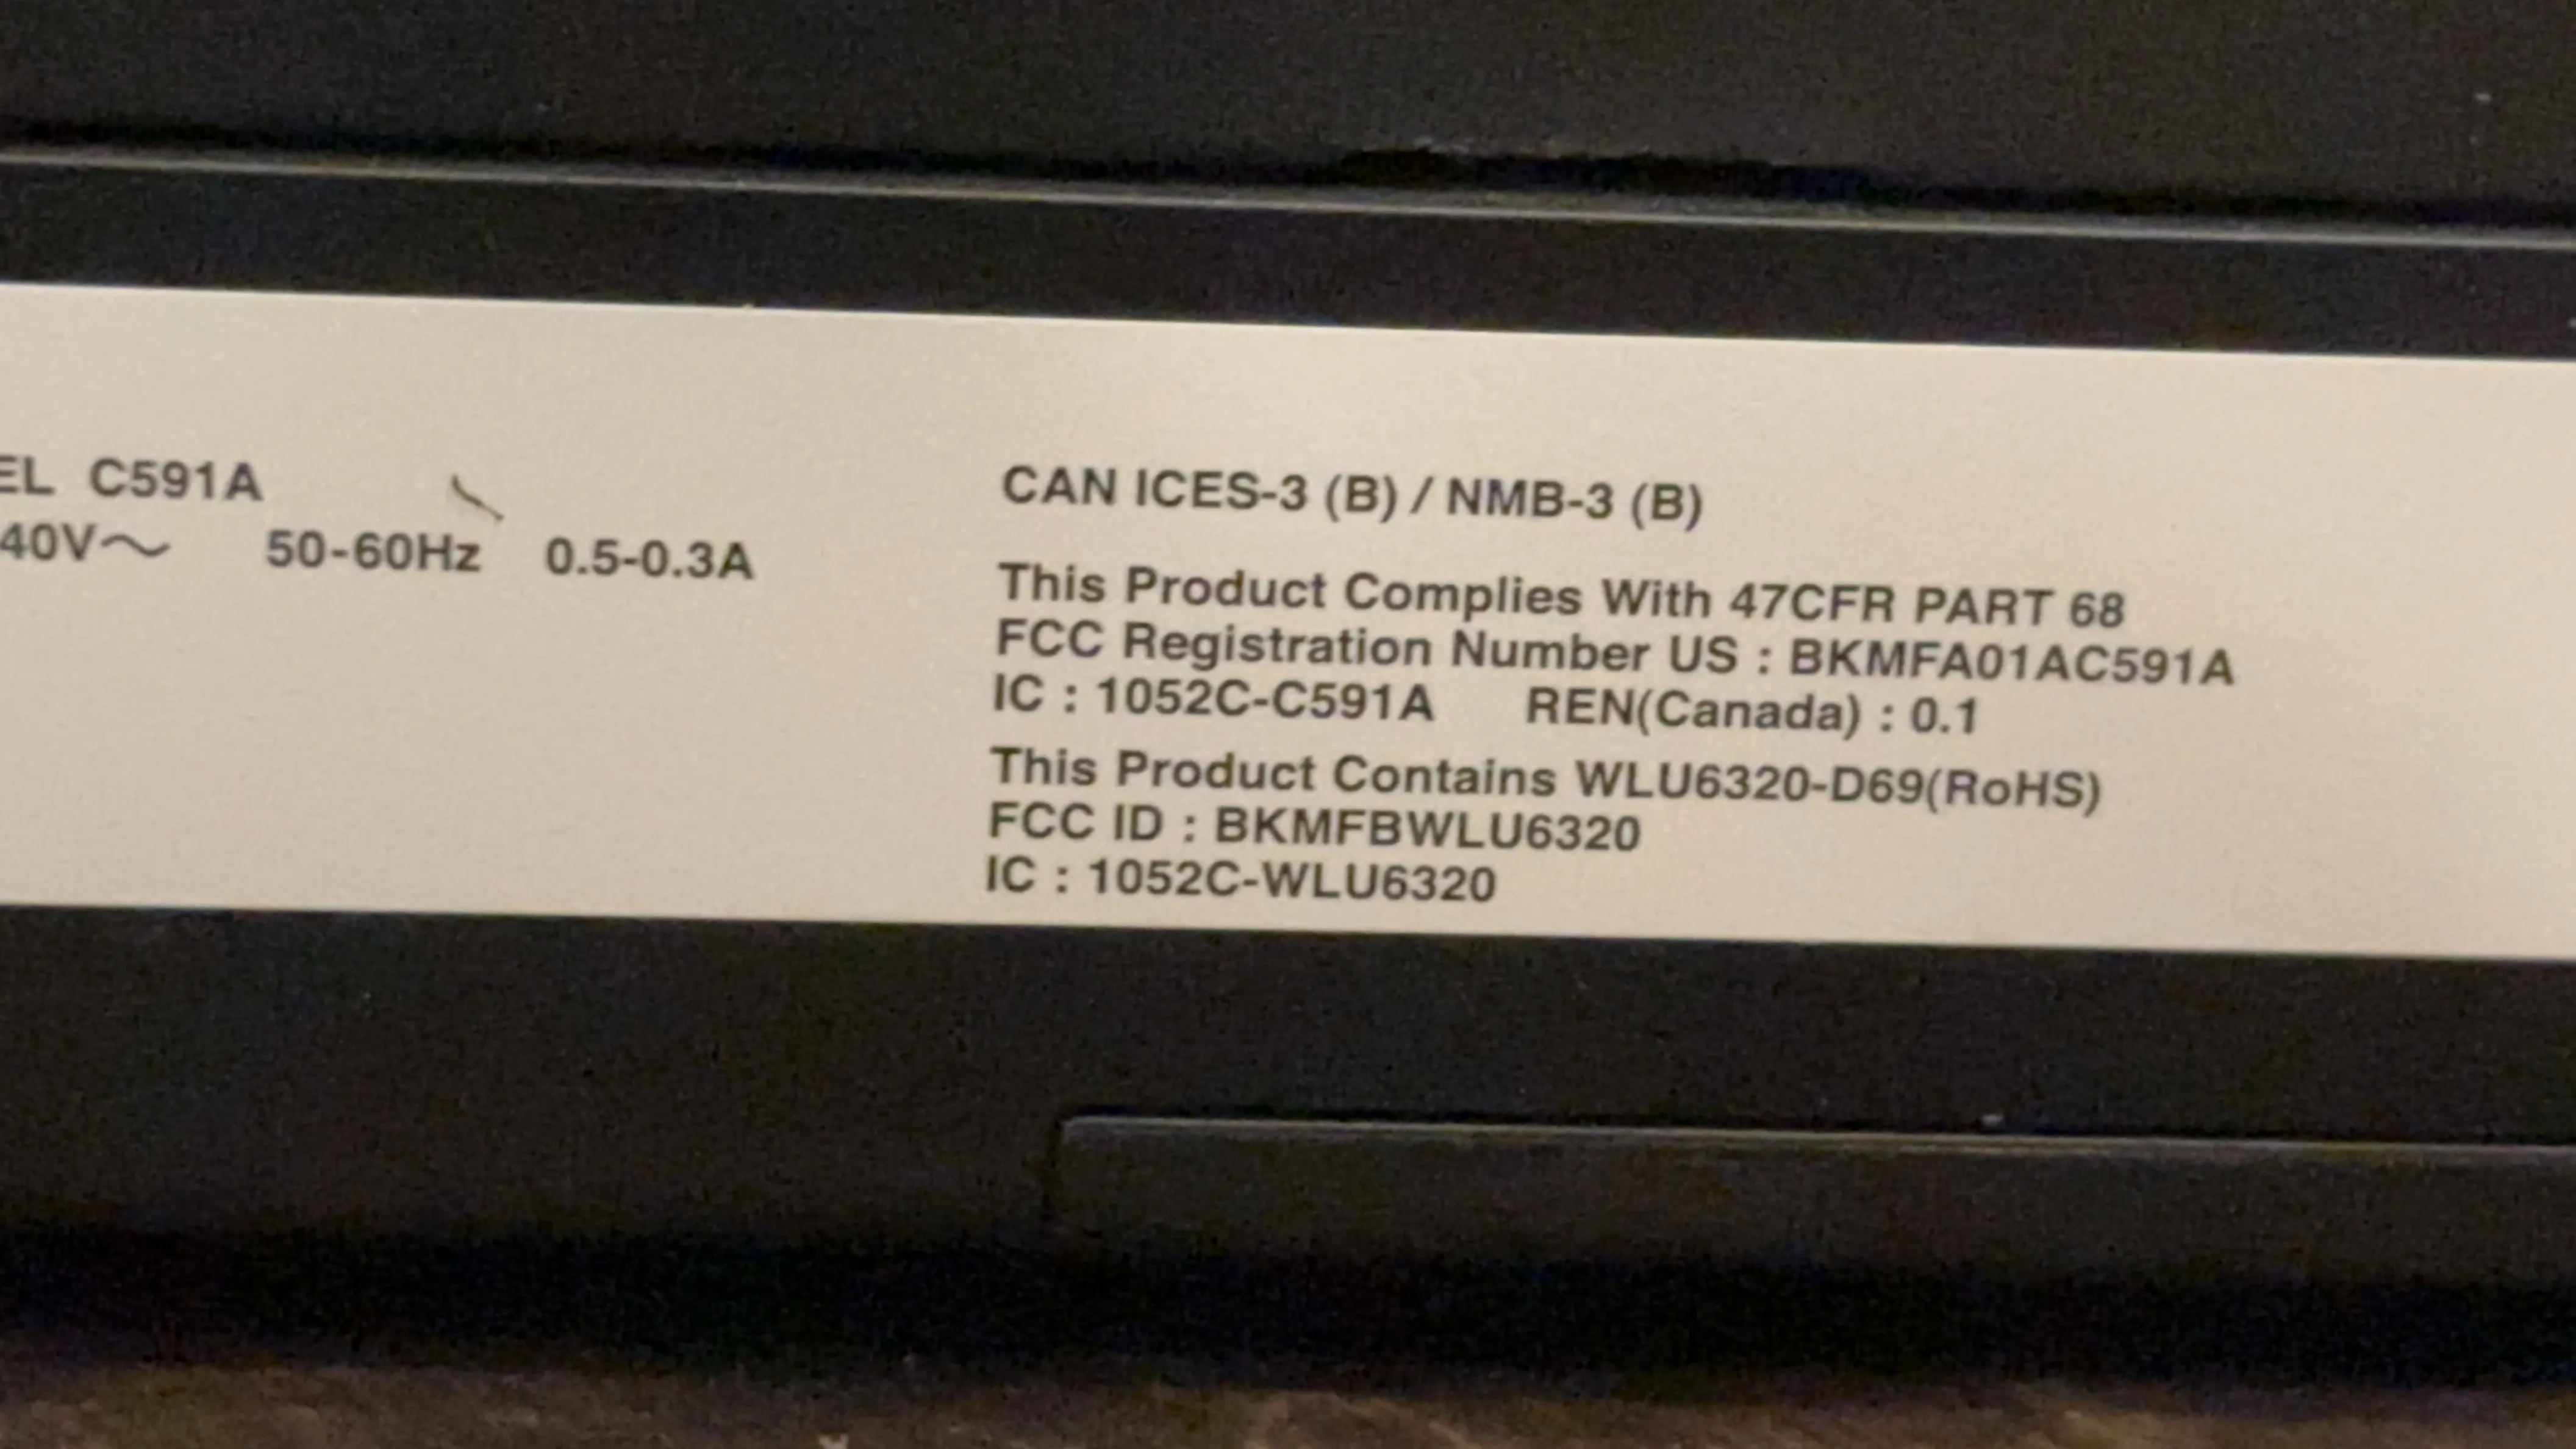 EL C591A
40V~ 50-60Hz 0.5-0.3A
CAN ICES-3 (B) / NMB-3 (B)
This Product Complies With 47CFR PART 68
FCC Registration Number US : BKMFA01AC591A
IC : 1052C-C591A REN(Canada) : 0.1
This Product Contains WLU6320-D69(RoHS)
FCC ID : BKMFBWLU6320
IC : 1052C-WLU6320